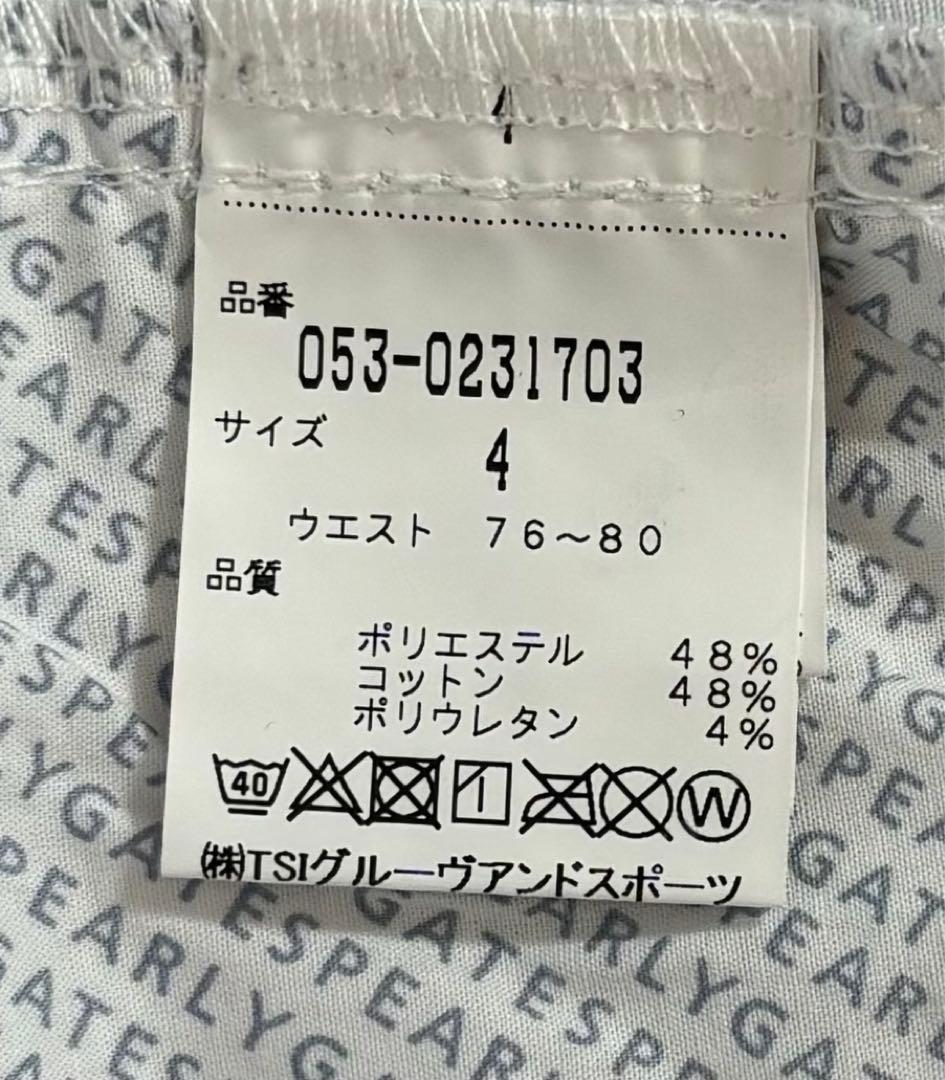 4
品番
053-0231703
サイズ
4
ウエスト 76～80
品質
ポリエステル 48%
コットン 48%
ポリウレタン 4%
40
W
㈱TSIグルーヴアンドスポーツ
PEARLYGATES